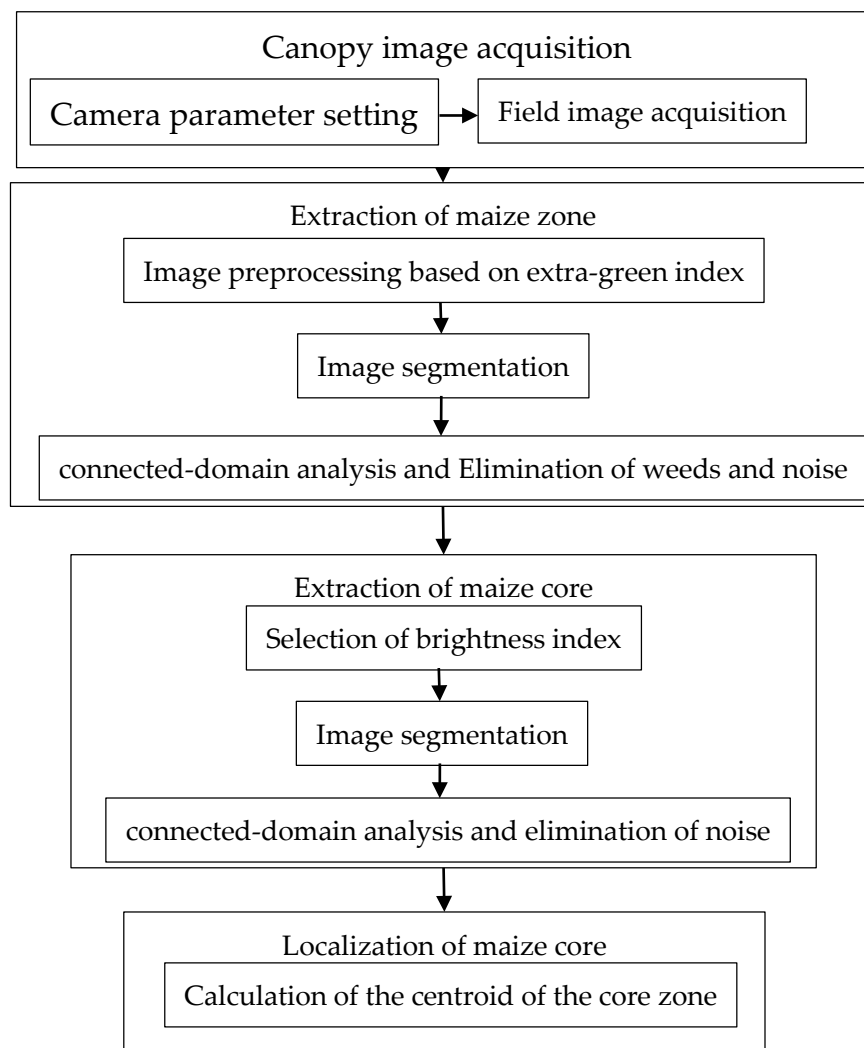 Canopy image acquisition
Camera parameter setting
Field image acquisition
Extraction of maize zone
Image preprocessing based on extra-green index
Image segmentation
connected-domain analysis and Elimination of weeds and noise
Extraction of maize core
Selection of brightness index
Image segmentation
connected-domain analysis and elimination of noise
Localization of maize core
Calculation of the centroid of the core zone